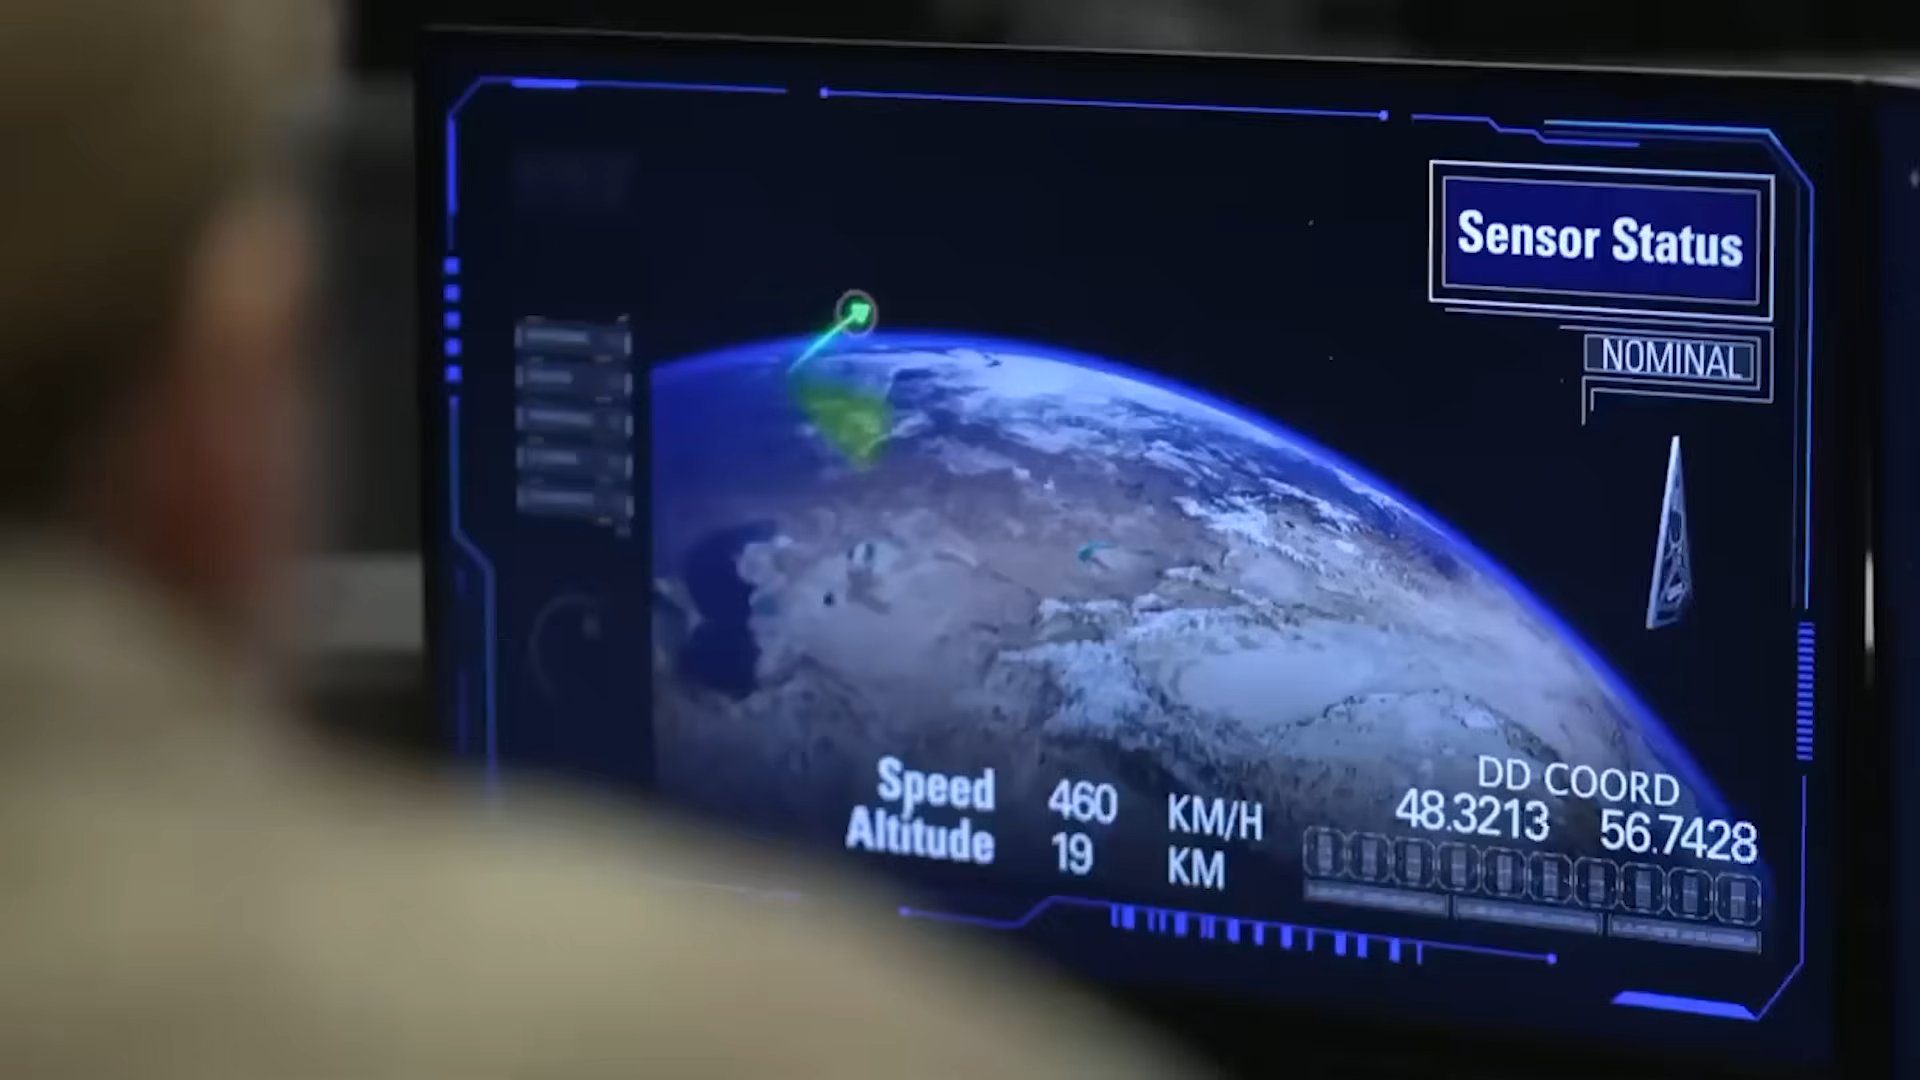 Sensor Status
NOMINAL
DD COORD
48.3213 56.7428
Speed 460 KM/H
Altitude 19 KM